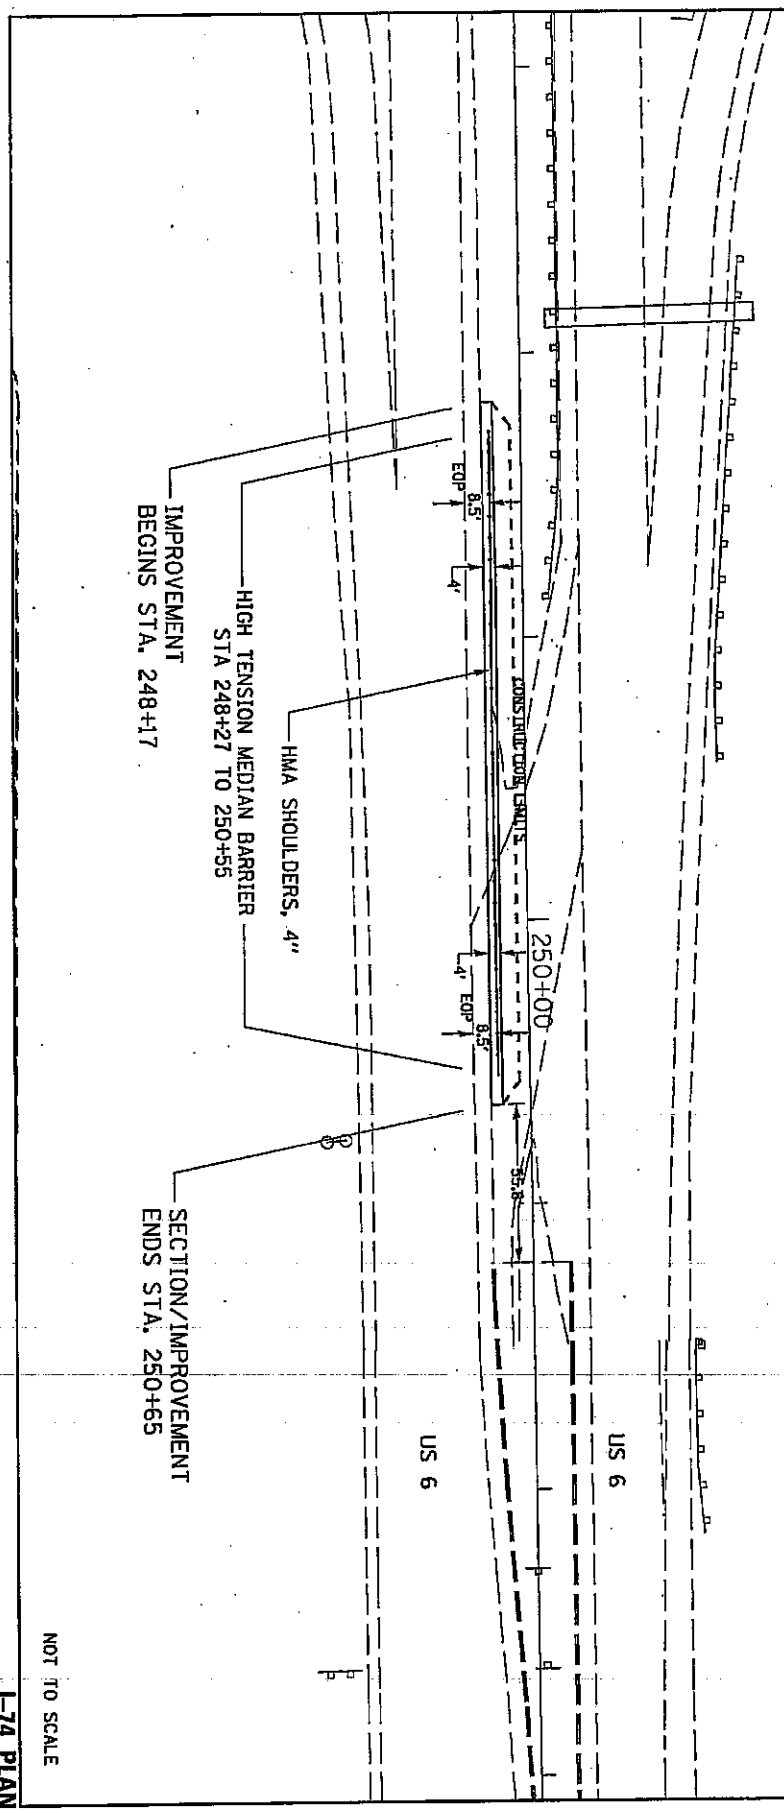 IMPROVEMENT
BEGINS STA. 248+17
HIGH TENSION MEDIAN BARRIER
STA 248+27 TO 250+55
HMA SHOULDERS, 4"
EOP 8.5'
4'
CONSTRUCTION LIMITS
250+00
4'
EOP 8.5'
55.8'
SECTION/IMPROVEMENT
ENDS STA. 250+65
US 6
US 6
NOT TO SCALE
I-74 PLAN